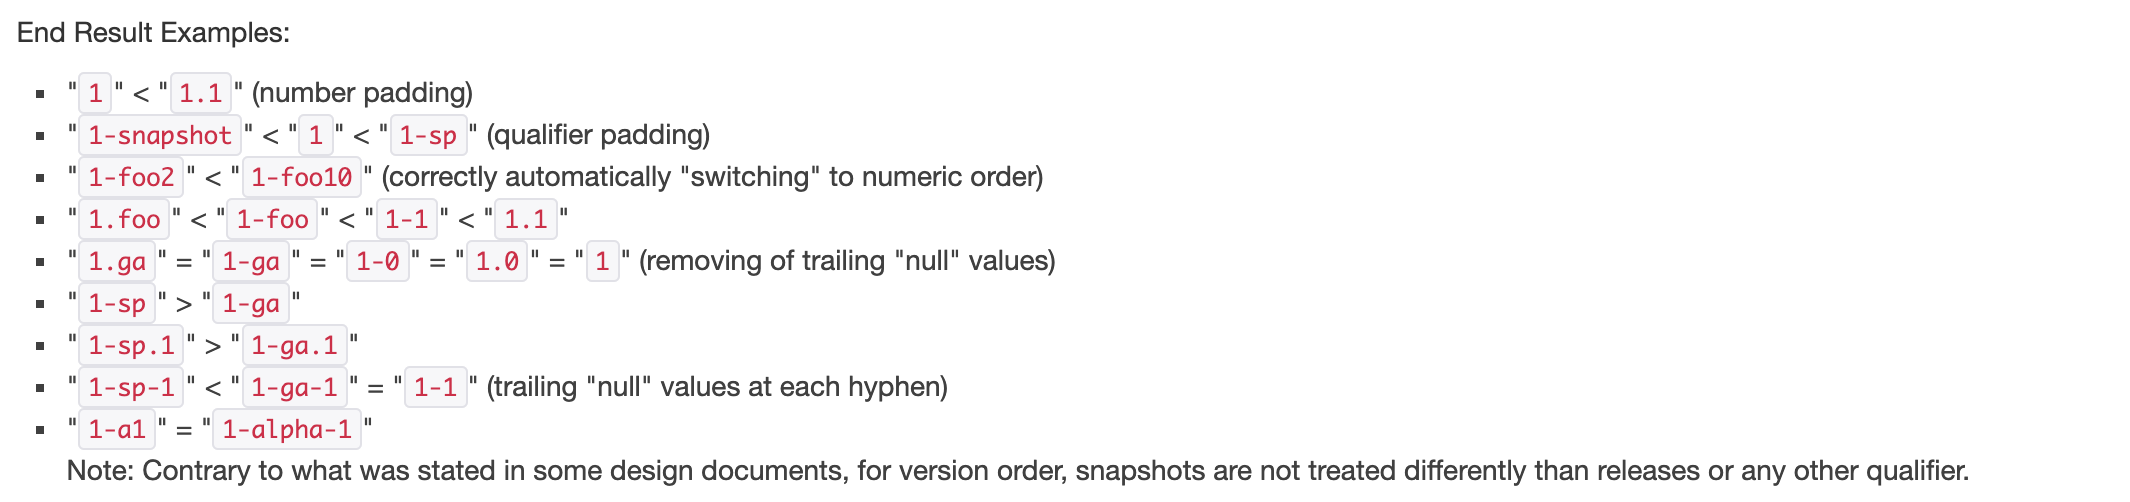 End Result Examples:
▪ "1" < "1.1" (number padding)
▪ "1-snapshot" < "1" < "1-sp" (qualifier padding)
▪ "1-foo2" < "1-foo10" (correctly automatically "switching" to numeric order)
▪ "1.foo" < "1-foo" < "1-1" < "1.1"
▪ "1.ga" = "1-ga" = "1-0" = "1.0" = "1" (removing of trailing "null" values)
▪ "1-sp" > "1-ga"
▪ "1-sp.1" > "1-ga.1"
▪ "1-sp-1" < "1-ga-1" = "1-1" (trailing "null" values at each hyphen)
▪ "1-a1" = "1-alpha-1"
Note: Contrary to what was stated in some design documents, for version order, snapshots are not treated differently than releases or any other qualifier.